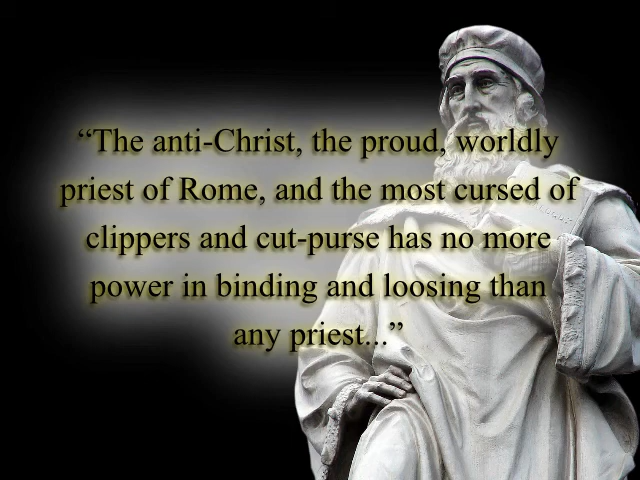 “The anti-Christ, the proud, worldly
priest of Rome, and the most cursed of
clippers and cut-purse has no more
power in binding and loosing than
any priest...”